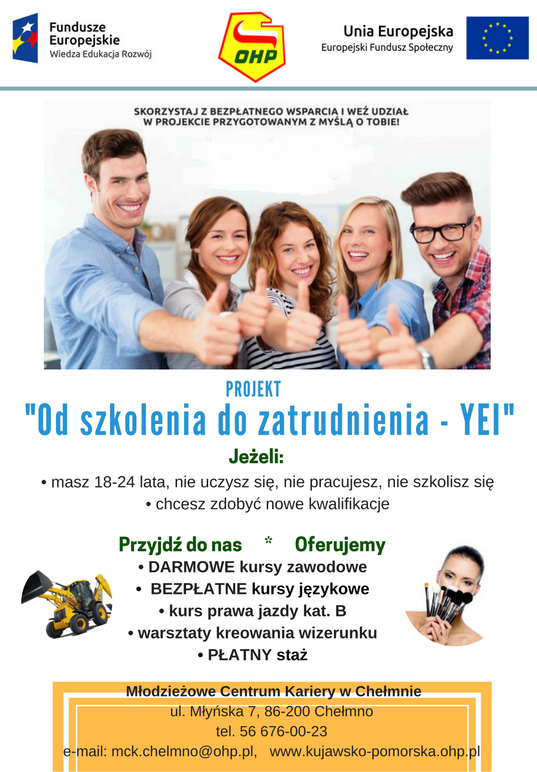 Fundusze
Europejskie
Wiedza Edukacja Rozwój
OHP
Unia Europejska
Europejski Fundusz Społeczny
SKORZYSTAJ Z BEZPŁATNEGO WSPARCIA I WEŹ UDZIAŁ
W PROJEKCIE PRZYGOTOWANYM Z MYŚLĄ O TOBIE!
PROJEKT
"Od szkolenia do zatrudnienia - YEI"
Jeżeli:
• masz 18-24 lata, nie uczysz się, nie pracujesz, nie szkolisz się
• chcesz zdobyć nowe kwalifikacje
Przyjdź do nas * Oferujemy
• DARMOWE kursy zawodowe
• BEZPŁATNE kursy językowe
• kurs prawa jazdy kat. B
• warsztaty kreowania wizerunku
• PŁATNY staż
Młodzieżowe Centrum Kariery w Chełmnie
ul. Młyńska 7, 86-200 Chełmno
tel. 56 676-00-23
e-mail: mck.chelmno@ohp.pl, www.kujawsko-pomorska.ohp.pl